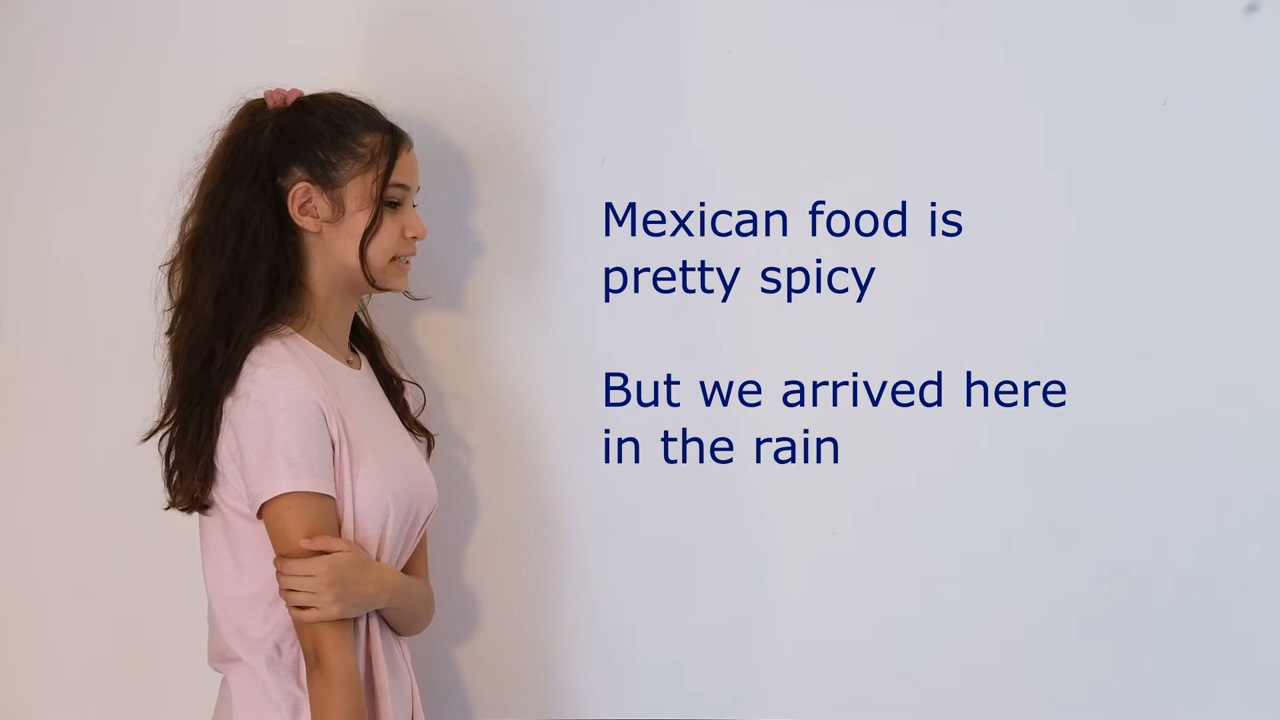 Mexican food is
pretty spicy
But we arrived here
in the rain